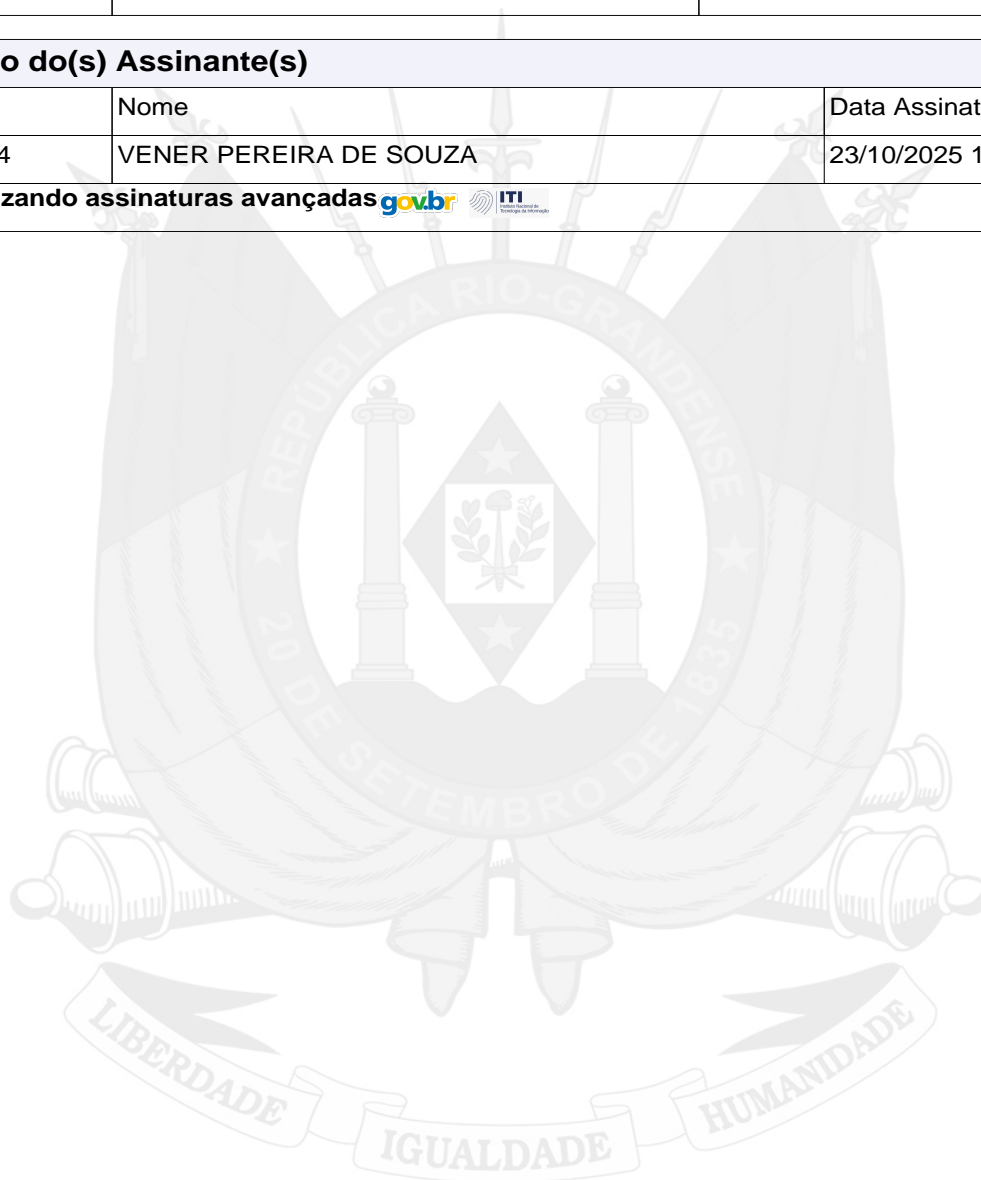 o do(s) Assinante(s)
Nome
Data Assinat
4
VENER PEREIRA DE SOUZA
23/10/2025 1
zando assinaturas avançadas gov.br ITI
REPÚBLICA RIO-GRANDENSE
20 DE SETEMBRO DE 1835
LIBERDADE
IGUALDADE
HUMANIDADE